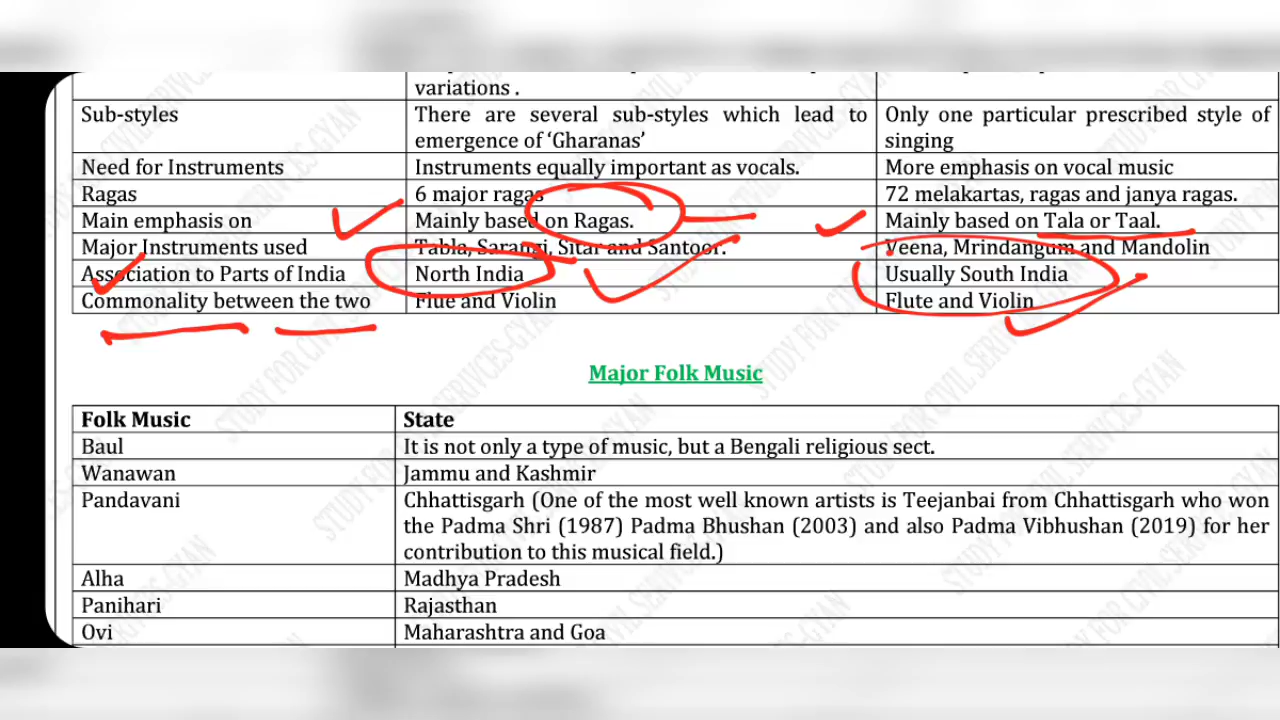 variations .
Sub-styles There are several sub-styles which lead to Only one particular prescribed style of
emergence of ‘Gharanas’ singing
Need for Instruments Instruments equally important as vocals. More emphasis on vocal music
Ragas 6 major ragas 72 melakartas, ragas and janya ragas.
Main emphasis on Mainly based on Ragas. Mainly based on Tala or Taal.
Major Instruments used Tabla, Sarangi, Sitar and Santoor. Veena, Mrindangum and Mandolin
Association to Parts of India North India Usually South India
Commonality between the two Flue and Violin Flute and Violin
Major Folk Music
Folk Music State
Baul It is not only a type of music, but a Bengali religious sect.
Wanawan Jammu and Kashmir
Pandavani Chhattisgarh (One of the most well known artists is Teejanbai from Chhattisgarh who won
the Padma Shri (1987) Padma Bhushan (2003) and also Padma Vibhushan (2019) for her
contribution to this musical field.)
Alha Madhya Pradesh
Panihari Rajasthan
Ovi Maharashtra and Goa